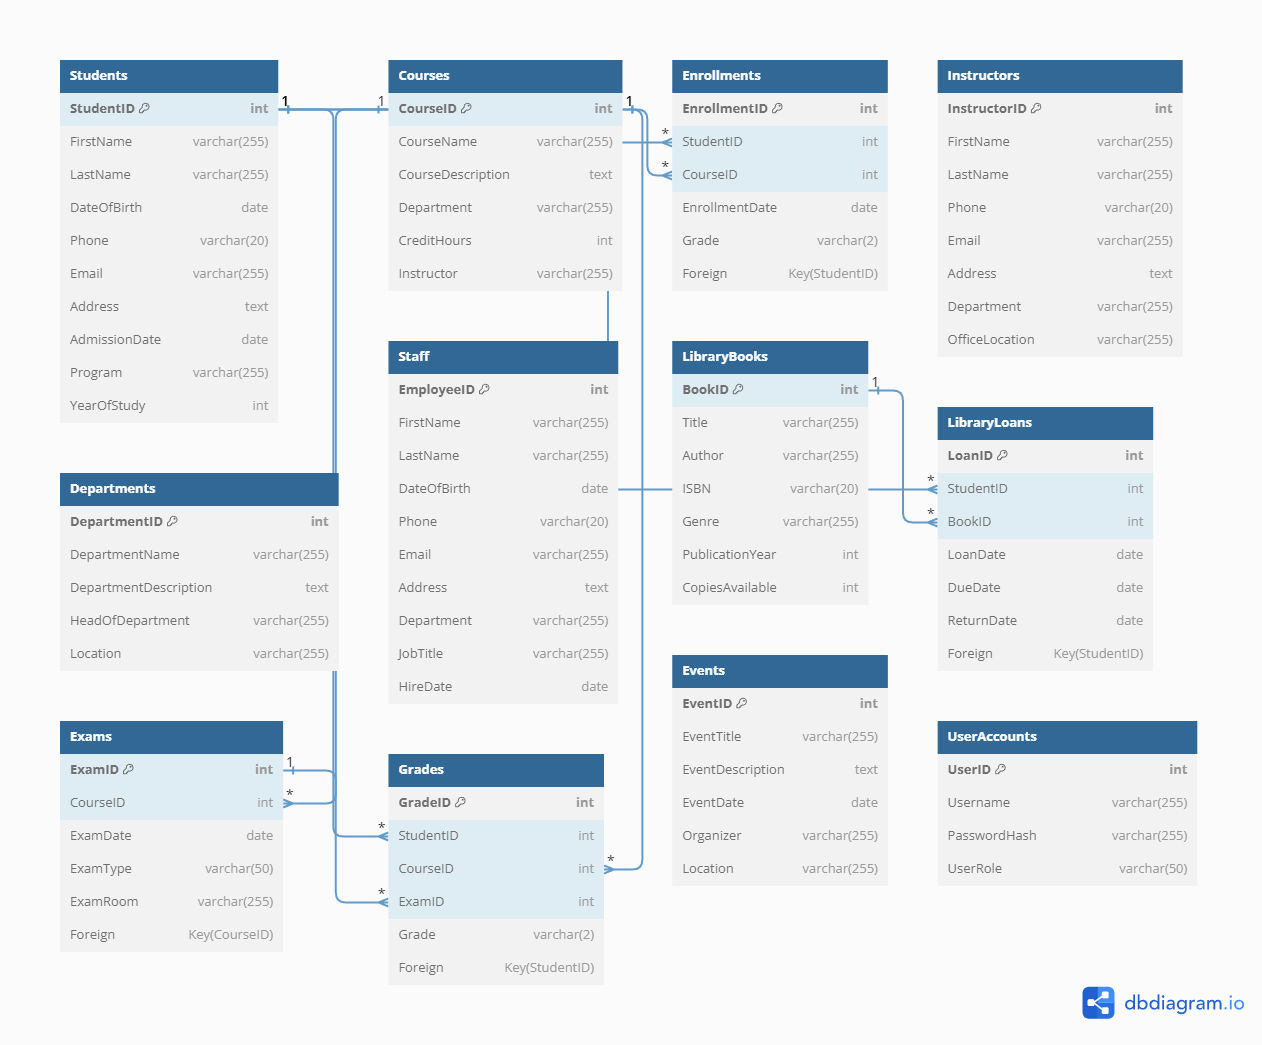 Students
StudentID int
FirstName varchar(255)
LastName varchar(255)
DateOfBirth date
Phone varchar(20)
Email varchar(255)
Address text
AdmissionDate date
Program varchar(255)
YearOfStudy int
1
1
Courses
CourseID int
CourseName varchar(255)
CourseDescription text
Department varchar(255)
CreditHours int
Instructor varchar(255)
1
*
*
Enrollments
EnrollmentID int
StudentID int
CourseID int
EnrollmentDate date
Grade varchar(2)
Foreign Key(StudentID)
Instructors
InstructorID int
FirstName varchar(255)
LastName varchar(255)
Phone varchar(20)
Email varchar(255)
Address text
Department varchar(255)
OfficeLocation varchar(255)
Staff
EmployeeID int
FirstName varchar(255)
LastName varchar(255)
DateOfBirth date
Phone varchar(20)
Email varchar(255)
Address text
Department varchar(255)
JobTitle varchar(255)
HireDate date
LibraryBooks
BookID int
Title varchar(255)
Author varchar(255)
ISBN varchar(20)
Genre varchar(255)
PublicationYear int
CopiesAvailable int
1
*
*
LibraryLoans
LoanID int
StudentID int
BookID int
LoanDate date
DueDate date
ReturnDate date
Foreign Key(StudentID)
Departments
DepartmentID int
DepartmentName varchar(255)
DepartmentDescription text
HeadOfDepartment varchar(255)
Location varchar(255)
Exams
ExamID int
CourseID int
ExamDate date
ExamType varchar(50)
ExamRoom varchar(255)
Foreign Key(CourseID)
1
*
*
*
Grades
GradeID int
StudentID int
CourseID int
ExamID int
Grade varchar(2)
Foreign Key(StudentID)
*
Events
EventID int
EventTitle varchar(255)
EventDescription text
EventDate date
Organizer varchar(255)
Location varchar(255)
UserAccounts
UserID int
Username varchar(255)
PasswordHash varchar(255)
UserRole varchar(50)
dbdiagram.io